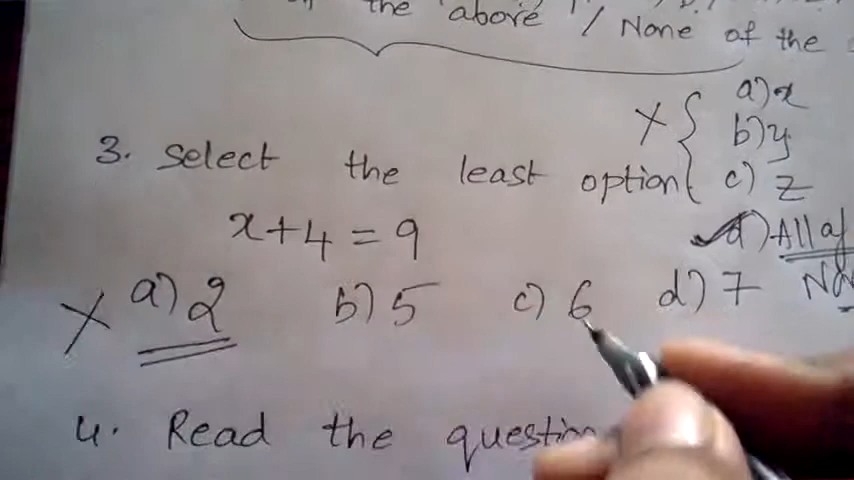 the above / None of the
a) x
b) y
3. Select the least option c) z
x+4 = 9
d) All of
X a) 2 b) 5 c) 6 d) 7
4. Read the question